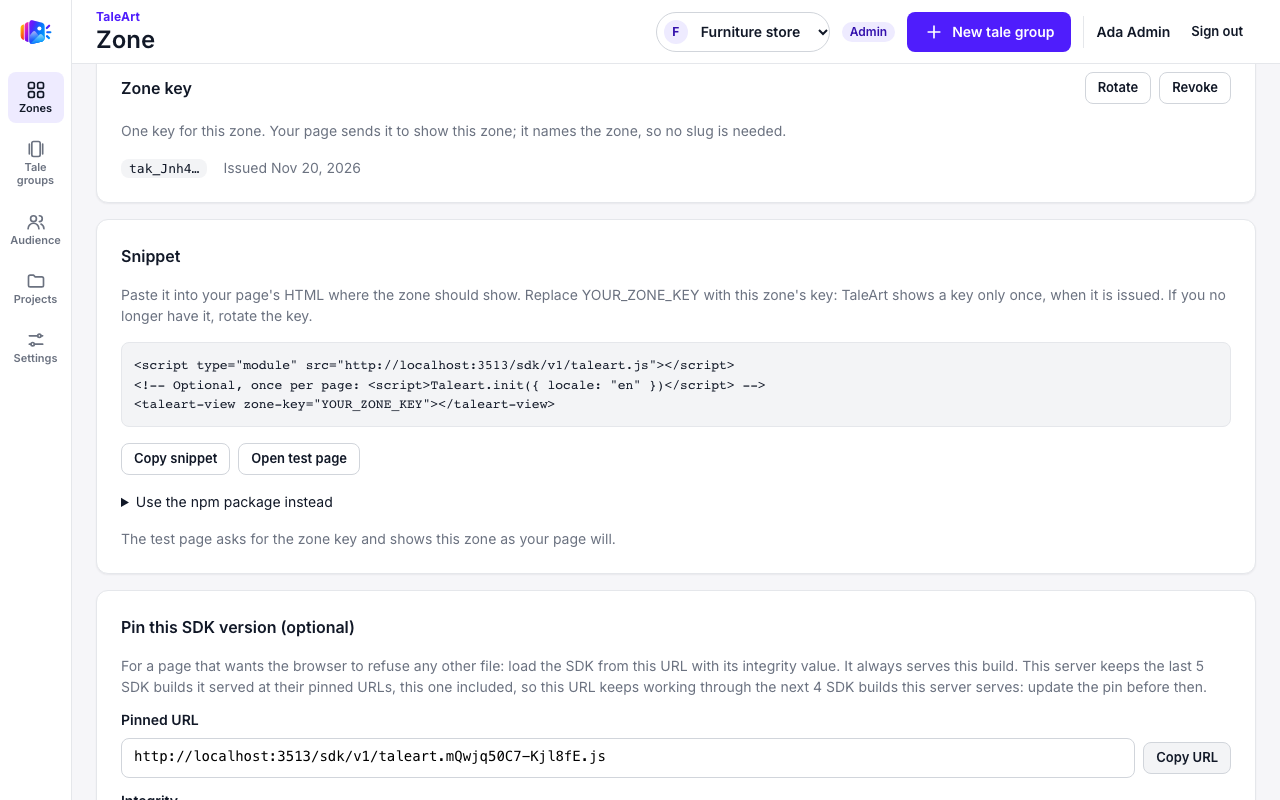 TaleArt
Zone
F Furniture store
Admin
New tale group
Ada Admin
Sign out
Zones
Tale
groups
Audience
Projects
Settings
Zone key
Rotate
Revoke
One key for this zone. Your page sends it to show this zone; it names the zone, so no slug is needed.
tak_Jnh4… Issued Nov 20, 2026
Snippet
Paste it into your page's HTML where the zone should show. Replace YOUR_ZONE_KEY with this zone's key: TaleArt shows a key only once, when it is issued. If you no
longer have it, rotate the key.
<script type="module" src="http://localhost:3513/sdk/v1/taleart.js"></script>
<!-- Optional, once per page: <script>Taleart.init({ locale: "en" })</script> -->
<taleart-view zone-key="YOUR_ZONE_KEY"></taleart-view>
Copy snippet
Open test page
Use the npm package instead
The test page asks for the zone key and shows this zone as your page will.
Pin this SDK version (optional)
For a page that wants the browser to refuse any other file: load the SDK from this URL with its integrity value. It always serves this build. This server keeps the last 5
SDK builds it served at their pinned URLs, this one included, so this URL keeps working through the next 4 SDK builds this server serves: update the pin before then.
Pinned URL
http://localhost:3513/sdk/v1/taleart.mQwjq50C7-Kjl8fE.js
Copy URL
Integrity